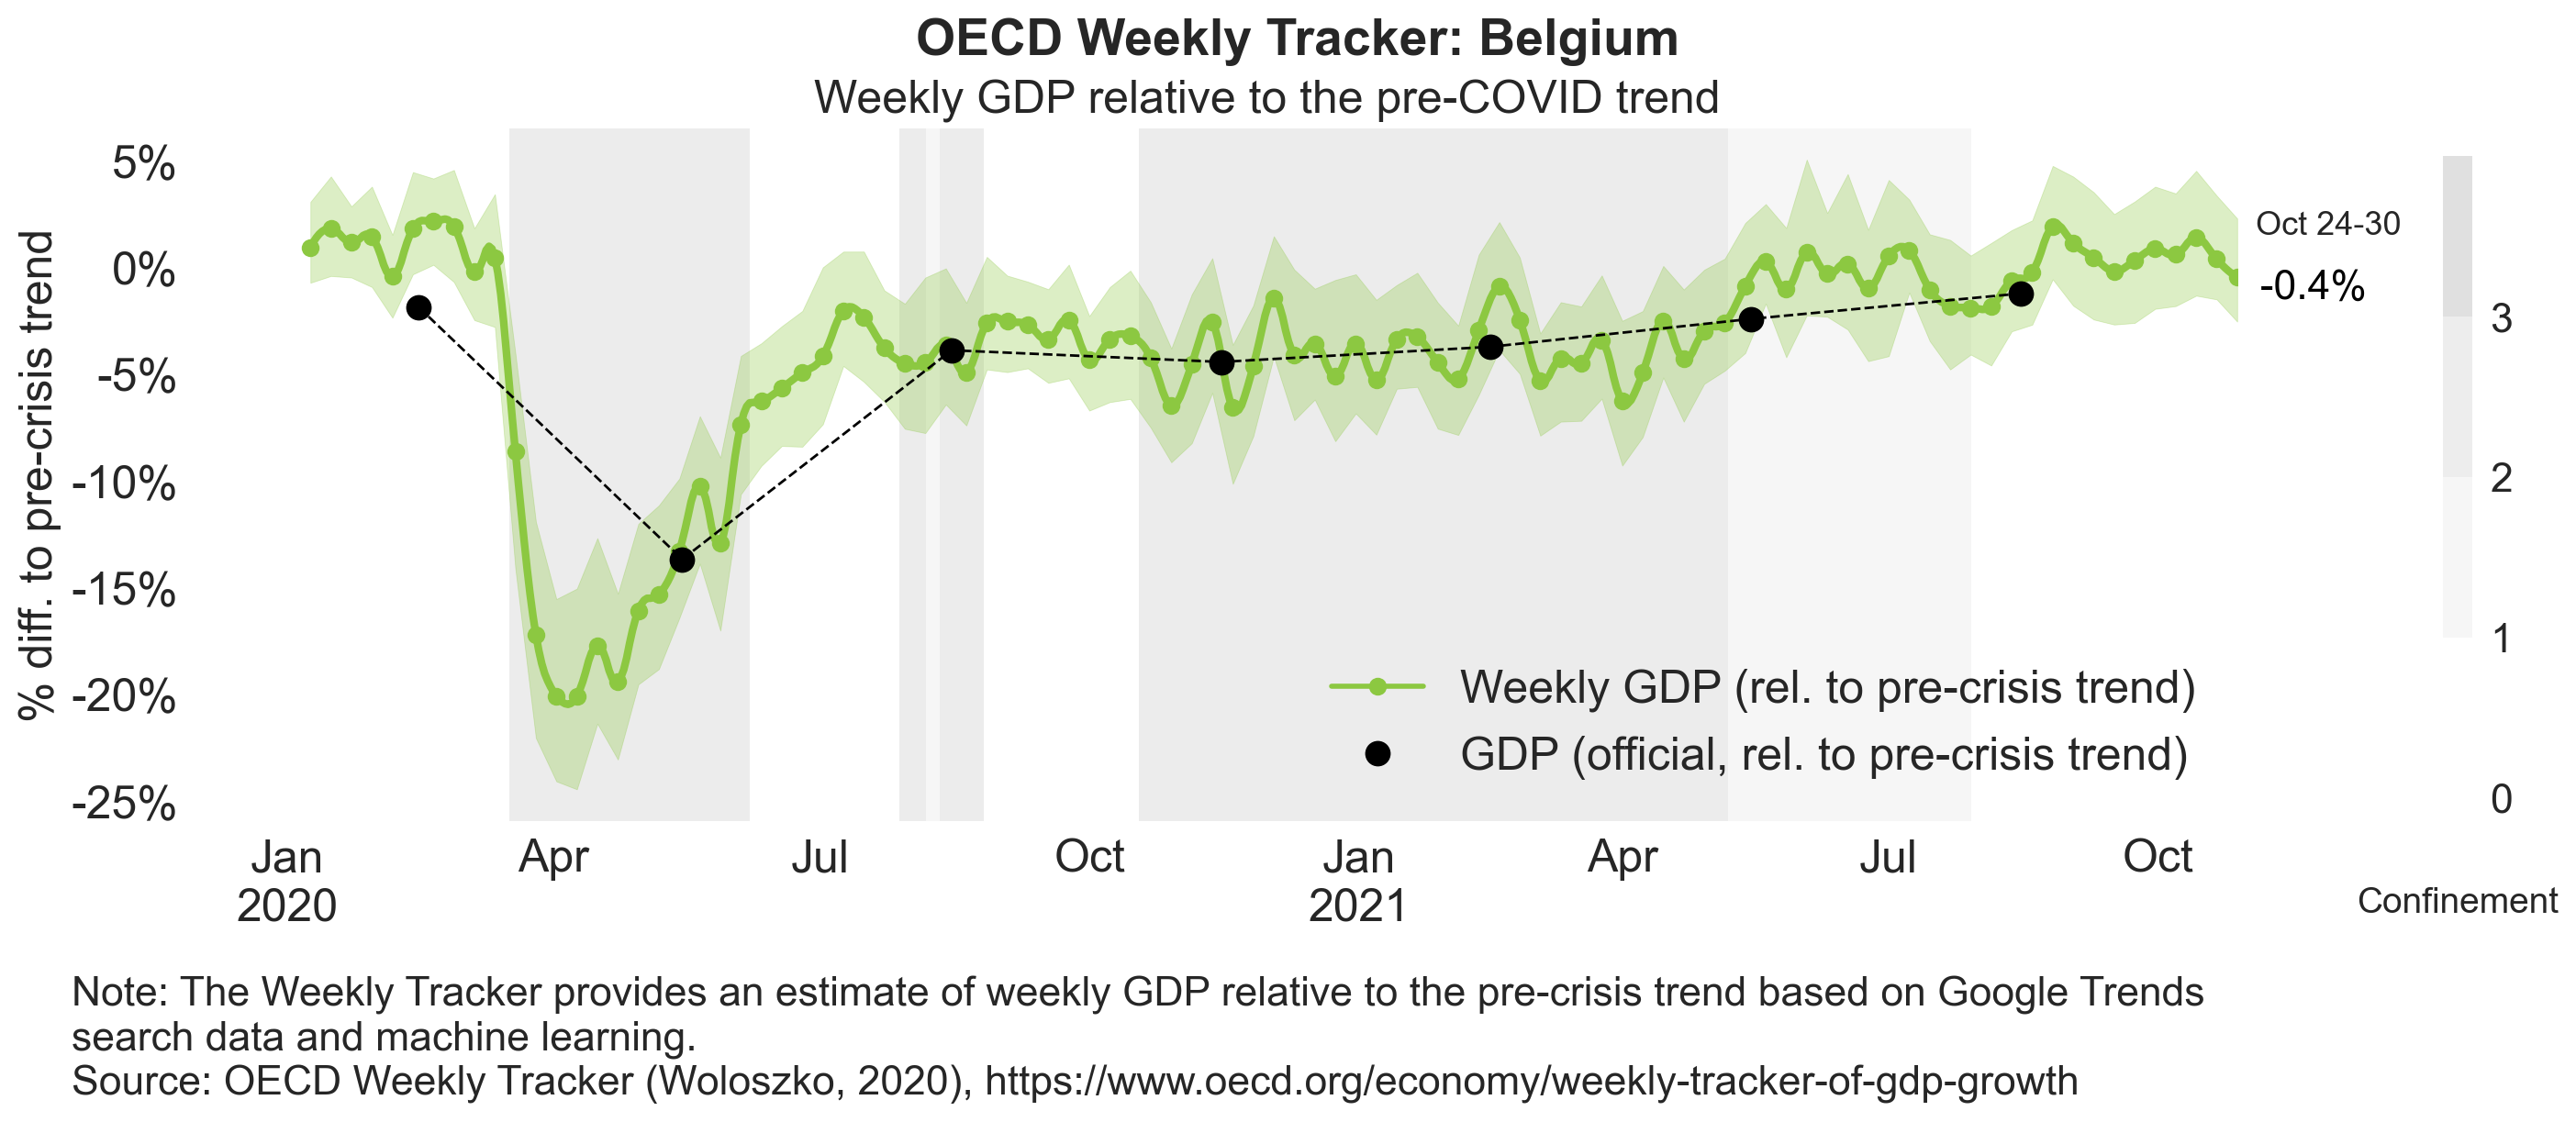 OECD Weekly Tracker: Belgium
Weekly GDP relative to the pre-COVID trend
% diff. to pre-crisis trend
5%
0%
-5%
-10%
-15%
-20%
-25%
Oct 24-30
-0.4%
3
2
1
0
Weekly GDP (rel. to pre-crisis trend)
GDP (official, rel. to pre-crisis trend)
Jan Apr Jul Oct Jan Apr Jul Oct
2020 2021
Confinement
Note: The Weekly Tracker provides an estimate of weekly GDP relative to the pre-crisis trend based on Google Trends
search data and machine learning.
Source: OECD Weekly Tracker (Woloszko, 2020), https://www.oecd.org/economy/weekly-tracker-of-gdp-growth